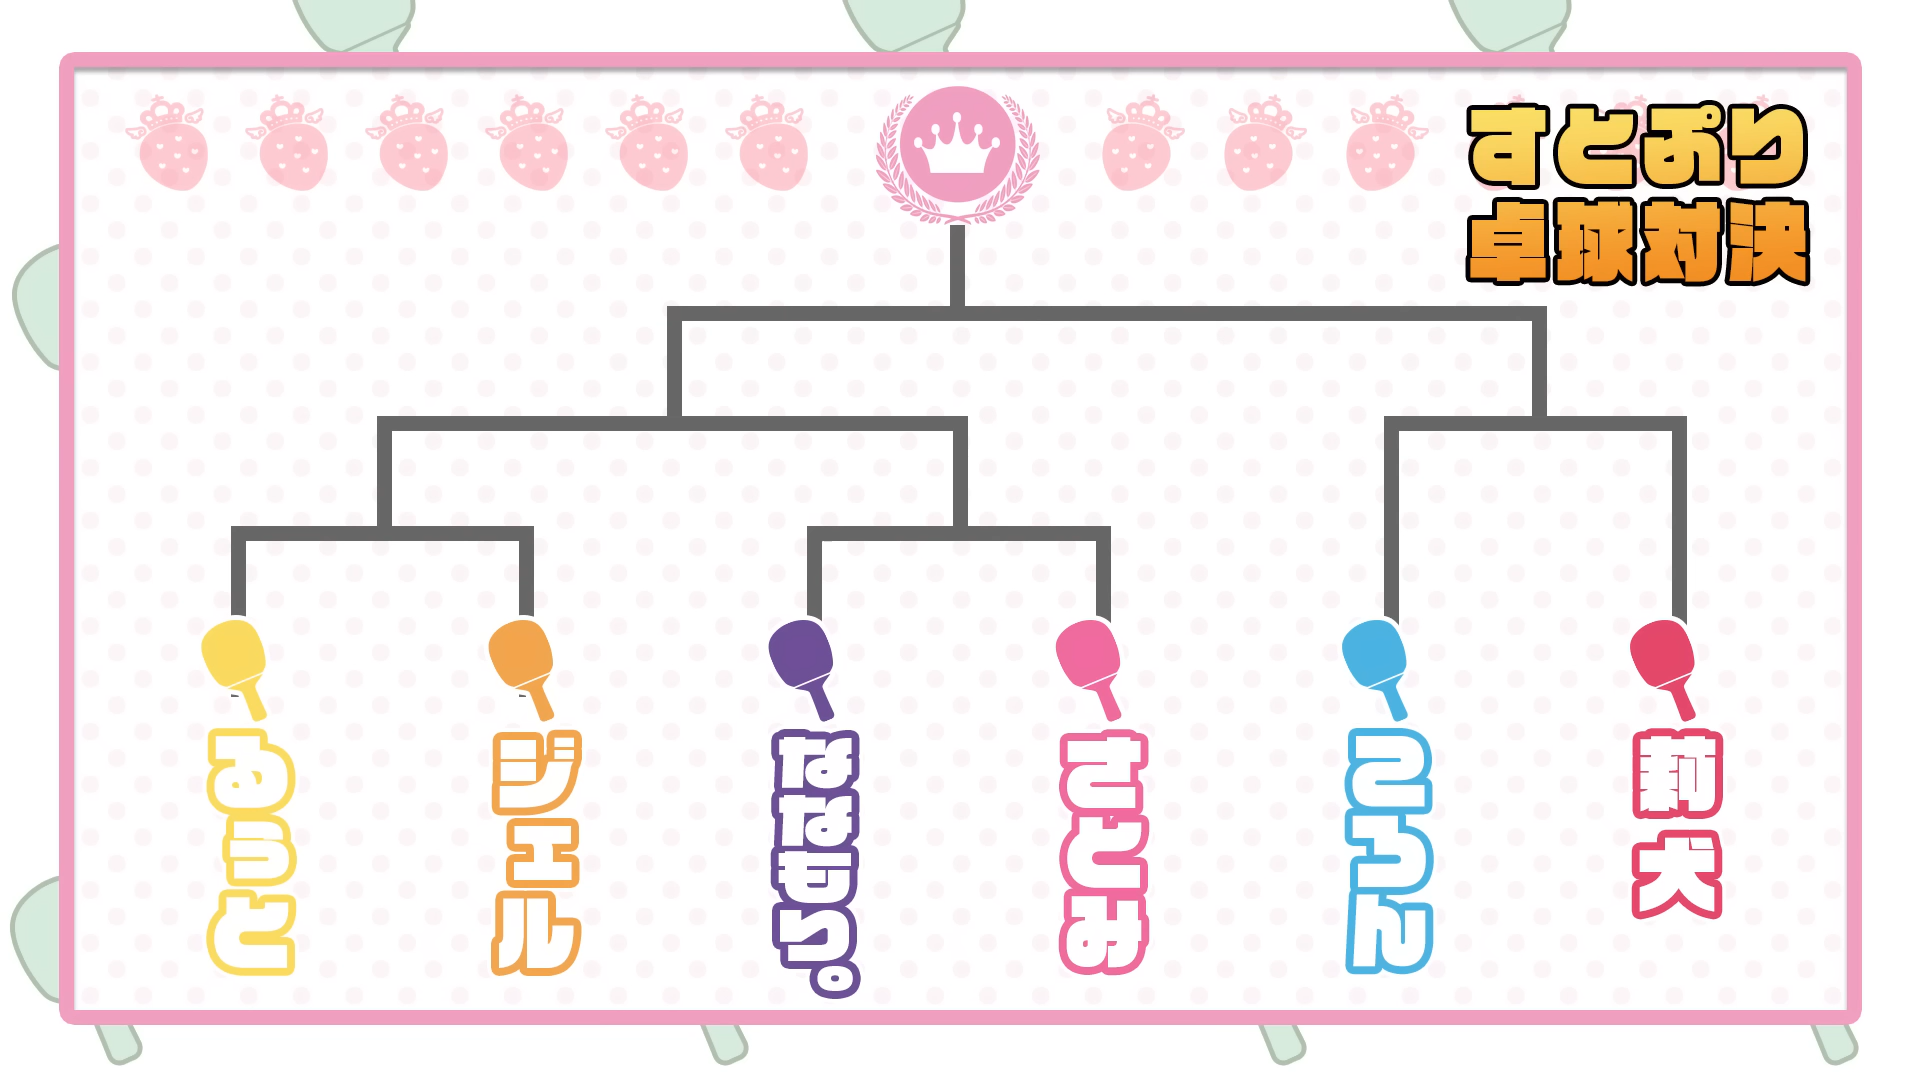 すとぷり
卓球対決
るぅと
ジェル
ななもり。
さとみ
ころん
莉犬